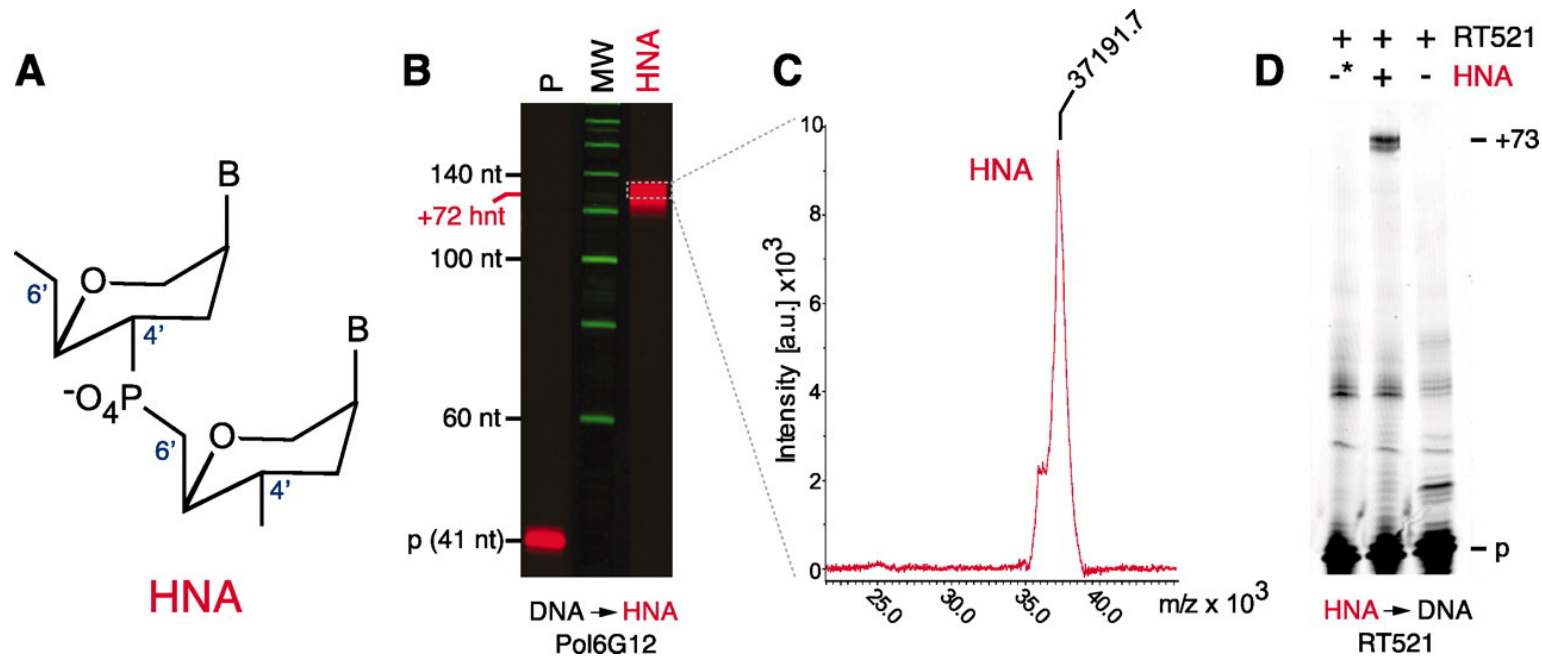 A
B
6'
O
4'
⁻O₄P
B
6'
O
4'
HNA
B
P
MW
HNA
140 nt
+72 hnt
100 nt
60 nt
p (41 nt)
DNA → HNA
Pol6G12
C
37191.7
HNA
10
8
6
4
2
0
Intensity [a.u.] x10³
25.0
30.0
35.0
40.0
m/z x 10³
D
+ + + RT521
-* + - HNA
+73
p
HNA → DNA
RT521